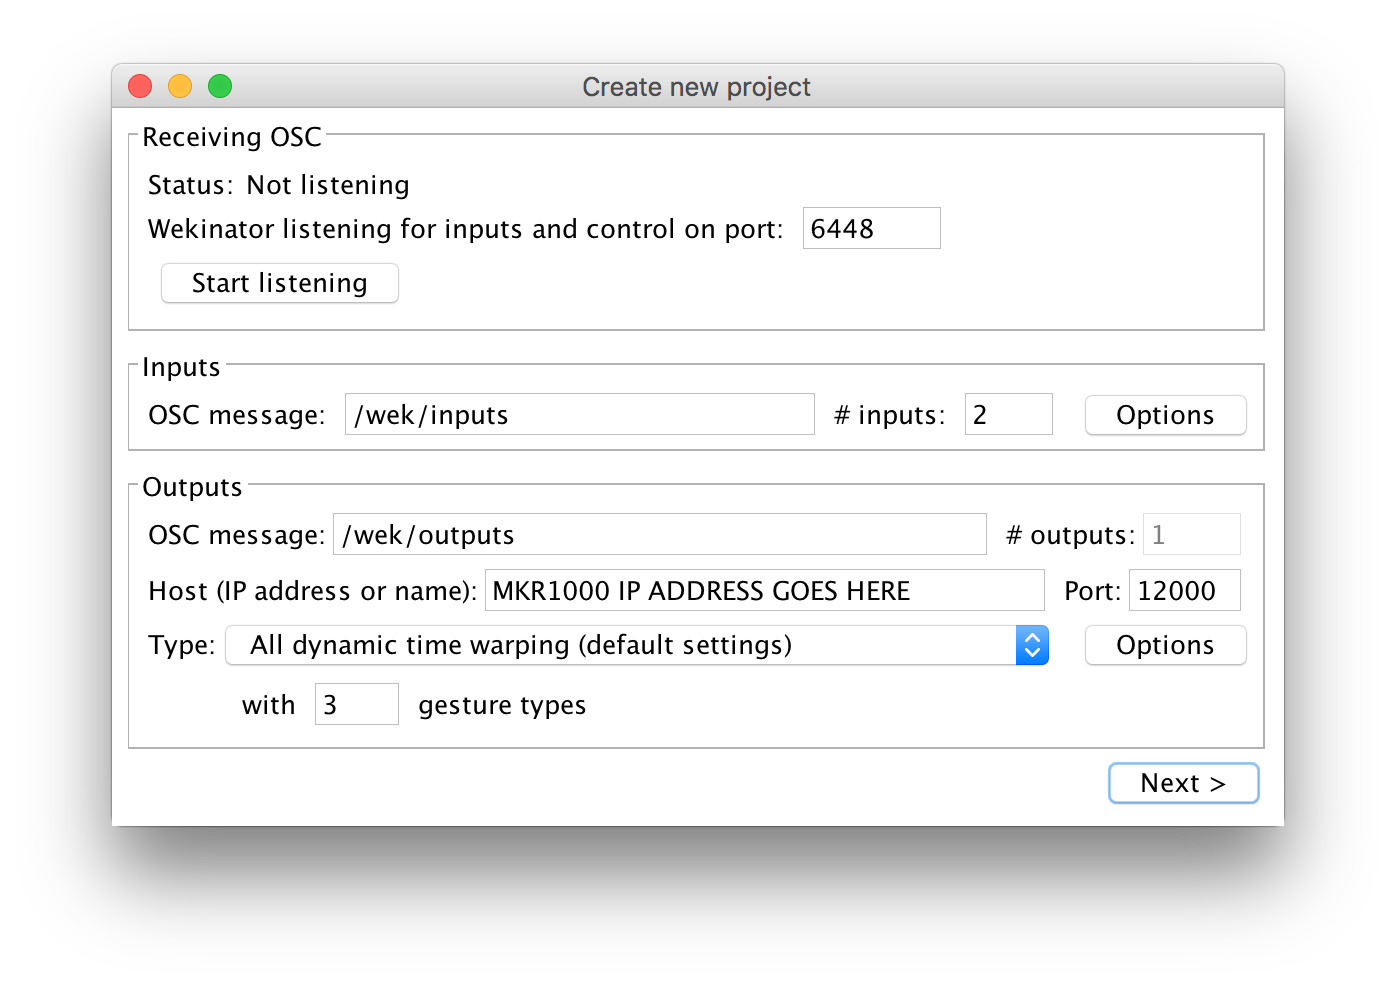 Create new project
Receiving OSC
Status: Not listening
Wekinator listening for inputs and control on port: 6448
Start listening
Inputs
OSC message: /wek/inputs # inputs: 2 Options
Outputs
OSC message: /wek/outputs # outputs: 1
Host (IP address or name): MKR1000 IP ADDRESS GOES HERE Port: 12000
Type: All dynamic time warping (default settings) Options
with 3 gesture types
Next >